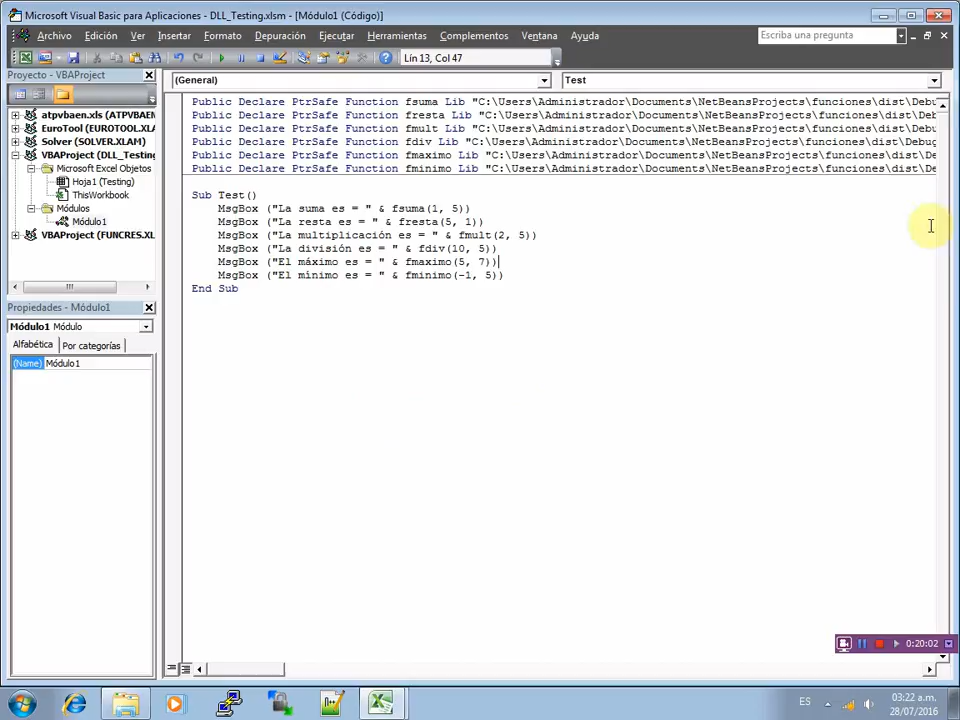 Microsoft Visual Basic para Aplicaciones - DLL_Testing.xlsm - [Módulo1 (Código)]
Archivo Edición Ver Insertar Formato Depuración Ejecutar Herramientas Complementos Ventana Ayuda
Escriba una pregunta
Lín 13, Col 47
Proyecto - VBAProject
atpvbaen.xls (ATPVBAEN
EuroTool (EUROTOOL.XLA
Solver (SOLVER.XLAM)
VBAProject (DLL_Testing
Microsoft Excel Objetos
Hoja1 (Testing)
ThisWorkbook
Módulos
Módulo1
VBAProject (FUNCRES.XL
Propiedades - Módulo1
Módulo1 Módulo
Alfabética Por categorías
(Name) Módulo1
(General) Test
Public Declare PtrSafe Function fsuma Lib "C:\Users\Administrador\Documents\NetBeansProjects\funciones\dist\Debu
Public Declare PtrSafe Function fresta Lib "C:\Users\Administrador\Documents\NetBeansProjects\funciones\dist\Deb
Public Declare PtrSafe Function fmult Lib "C:\Users\Administrador\Documents\NetBeansProjects\funciones\dist\Debu
Public Declare PtrSafe Function fdiv Lib "C:\Users\Administrador\Documents\NetBeansProjects\funciones\dist\Debug
Public Declare PtrSafe Function fmaximo Lib "C:\Users\Administrador\Documents\NetBeansProjects\funciones\dist\De
Public Declare PtrSafe Function fminimo Lib "C:\Users\Administrador\Documents\NetBeansProjects\funciones\dist\De
Sub Test()
MsgBox ("La suma es = " & fsuma(1, 5))
MsgBox ("La resta es = " & fresta(5, 1))
MsgBox ("La multiplicación es = " & fmult(2, 5))
MsgBox ("La división es = " & fdiv(10, 5))
MsgBox ("El máximo es = " & fmaximo(5, 7))
MsgBox ("El mínimo es = " & fminimo(-1, 5))
End Sub
0:20:02
ES
03:22 a.m.
28/07/2016